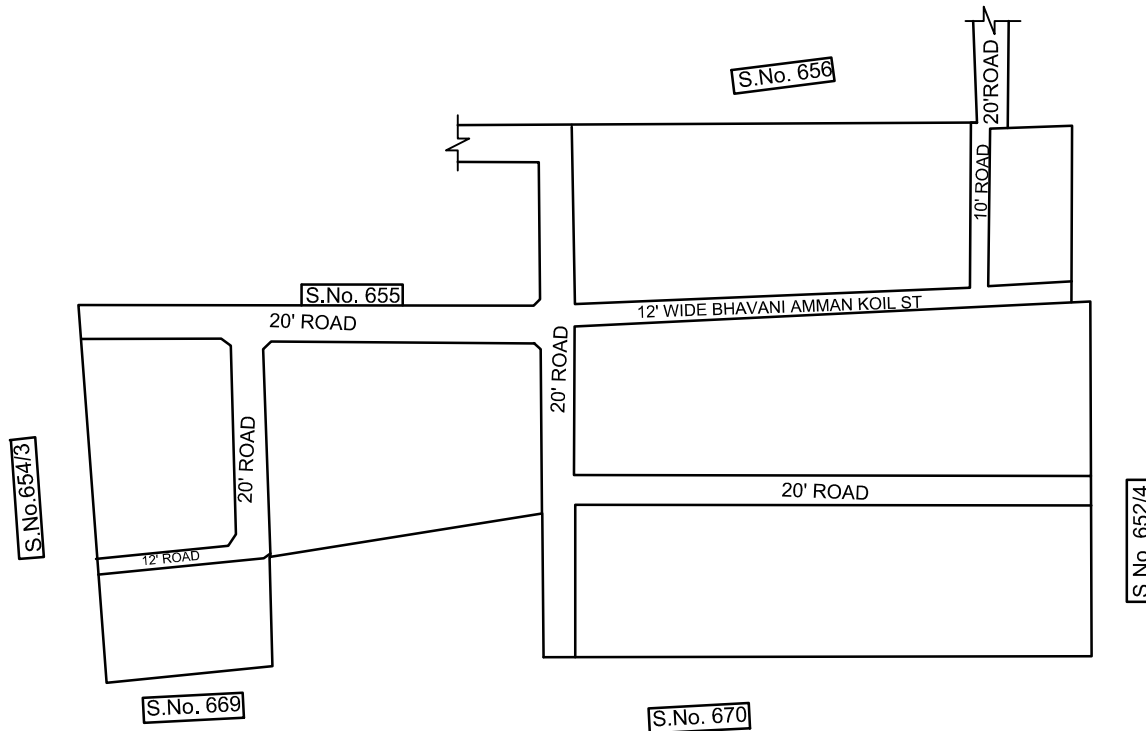 S.No. 656
20'ROAD
10' ROAD
S.No. 655
20' ROAD
12' WIDE BHAVANI AMMAN KOIL ST
20' ROAD
20' ROAD
S.No.654/3
20' ROAD
S.No. 652/4
12' ROAD
S.No. 669
S.No. 670